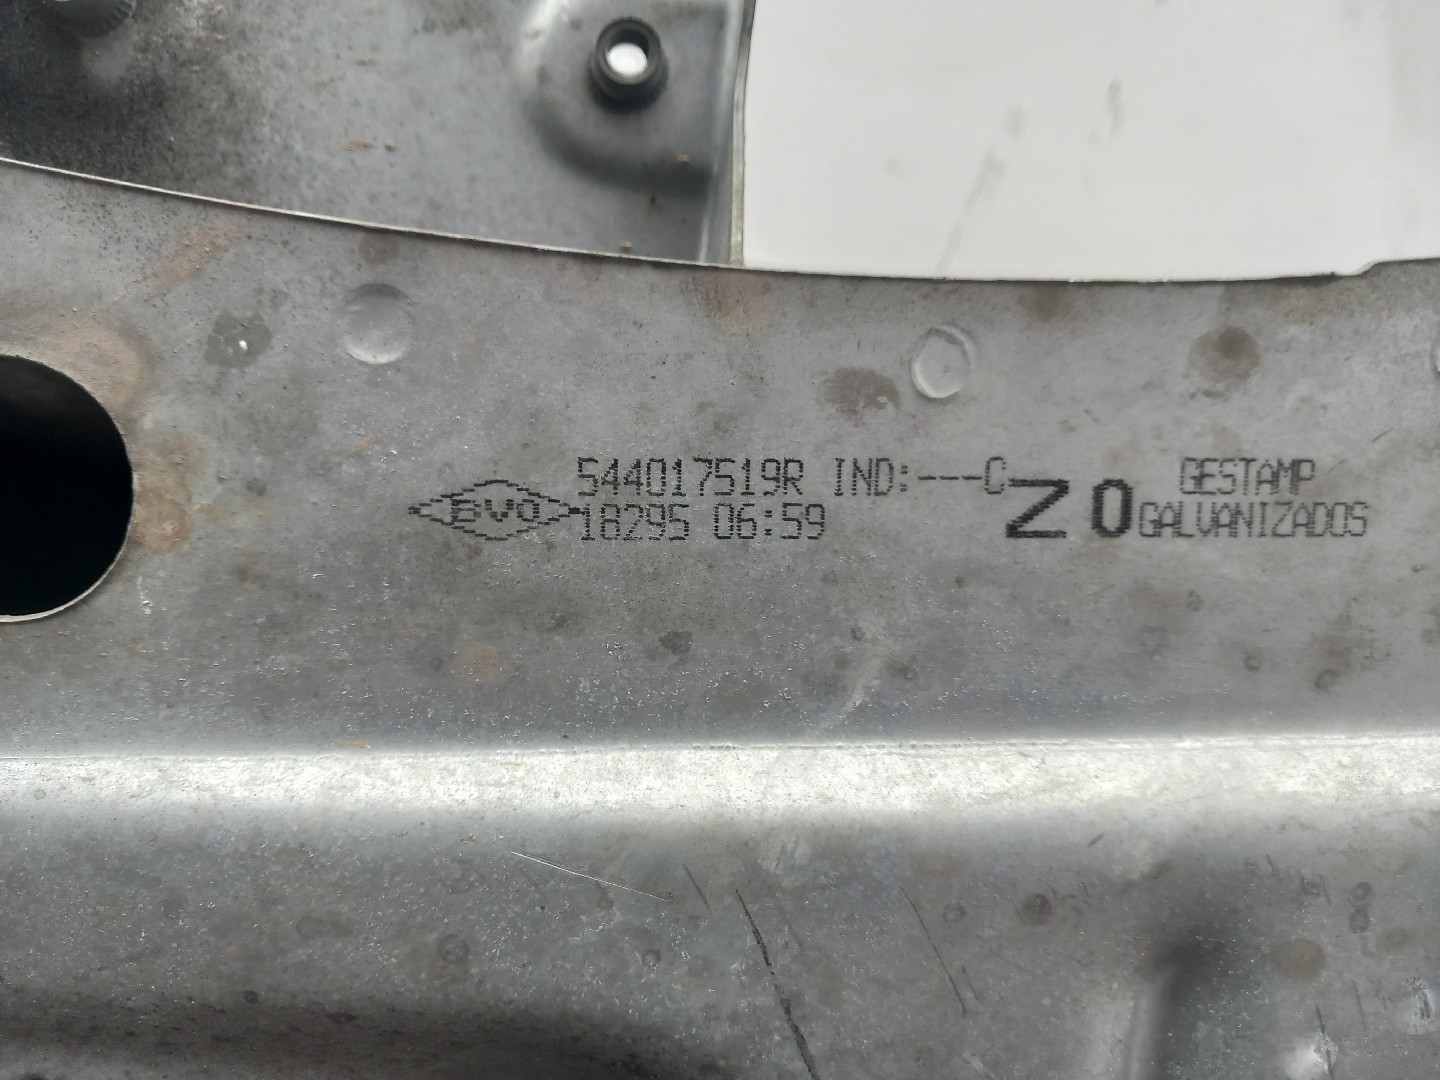 BVO
544017519R IND:---C
18295 06:59
Z 0
GESTAMP
GALVANIZADOS